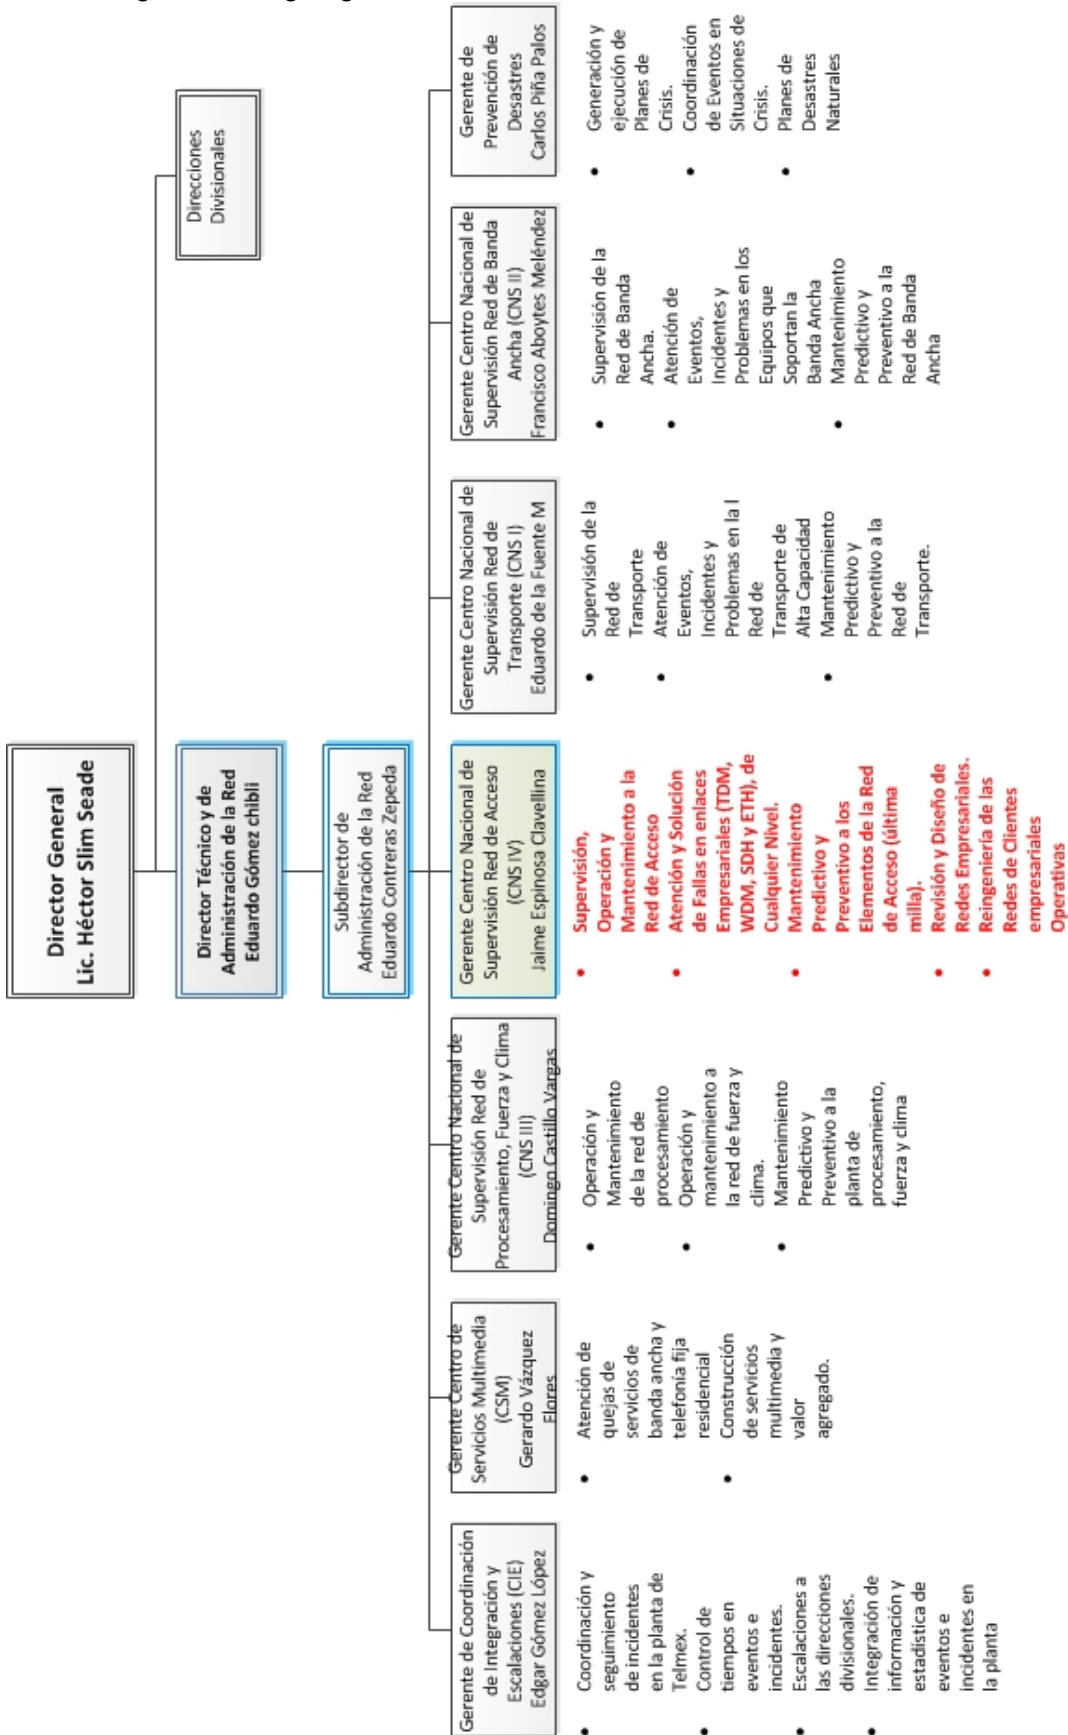 Director General
Lic. Héctor Slim Seade
Direcciones
Divisionales
Director Técnico y de
Administración de la Red
Eduardo Gómez chibli
Subdirector de
Administración de la Red
Eduardo Contreras Zepeda
Gerente de Coordinación
de Integración y
Escalaciones (CIE)
Edgar Gómez López
• Coordinación y
seguimiento
de incidentes
en la planta de
Telmex.
• Control de
tiempos en
eventos e
incidentes.
• Escalaciones a
las direcciones
divisionales.
• Integración de
información y
estadística de
eventos e
incidentes en
la planta
Gerente Centro de
Servicios Multimedia
(CSM)
Gerardo Vázquez
Flores
• Atención de
quejas de
servicios de
banda ancha y
telefonía fija
residencial
• Construcción
de servicios
multimedia y
valor
agregado.
Gerente Centro Nacional de
Supervisión Red de
Procesamiento, Fuerza y Clima
(CNS III)
Domingo Castillo Vargas
• Operación y
Mantenimiento
de la red de
procesamiento
• Operación y
mantenimiento a
la red de fuerza y
clima.
• Mantenimiento
Predictivo y
Preventivo a la
planta de
procesamiento,
fuerza y clima
Gerente Centro Nacional de
Supervisión Red de Acceso
(CNS IV)
Jaime Espinosa Clavellina
• Supervisión,
Operación y
Mantenimiento a la
Red de Acceso
• Atención y Solución
de Fallas en enlaces
Empresariales (TDM,
WDM, SDH y ETH), de
Cualquier Nivel.
• Mantenimiento
Predictivo y
Preventivo a los
Elementos de la Red
de Acceso (última
milla).
• Revisión y Diseño de
Redes Empresariales.
• Reingeniería de las
Redes de Clientes
empresariales
Operativas
Gerente Centro Nacional de
Supervisión Red de
Transporte (CNS I)
Eduardo de la Fuente M
• Supervisión de la
Red de
Transporte
• Atención de
Eventos,
Incidentes y
Problemas en la l
Red de
Transporte de
Alta Capacidad
• Mantenimiento
Predictivo y
Preventivo a la
Red de
Transporte.
Gerente Centro Nacional de
Supervisión Red de Banda
Ancha (CNS II)
Francisco Aboytes Meléndez
• Supervisión de la
Red de Banda
Ancha.
• Atención de
Eventos,
Incidentes y
Problemas en los
Equipos que
Soportan la
Banda Ancha
• Mantenimiento
Predictivo y
Preventivo a la
Red de Banda
Ancha
Gerente de
Prevención de
Desastres
Carlos Piña Palos
• Generación y
ejecución de
Planes de
Crisis.
• Coordinación
de Eventos en
Situaciones de
Crisis.
• Planes de
Desastres
Naturales